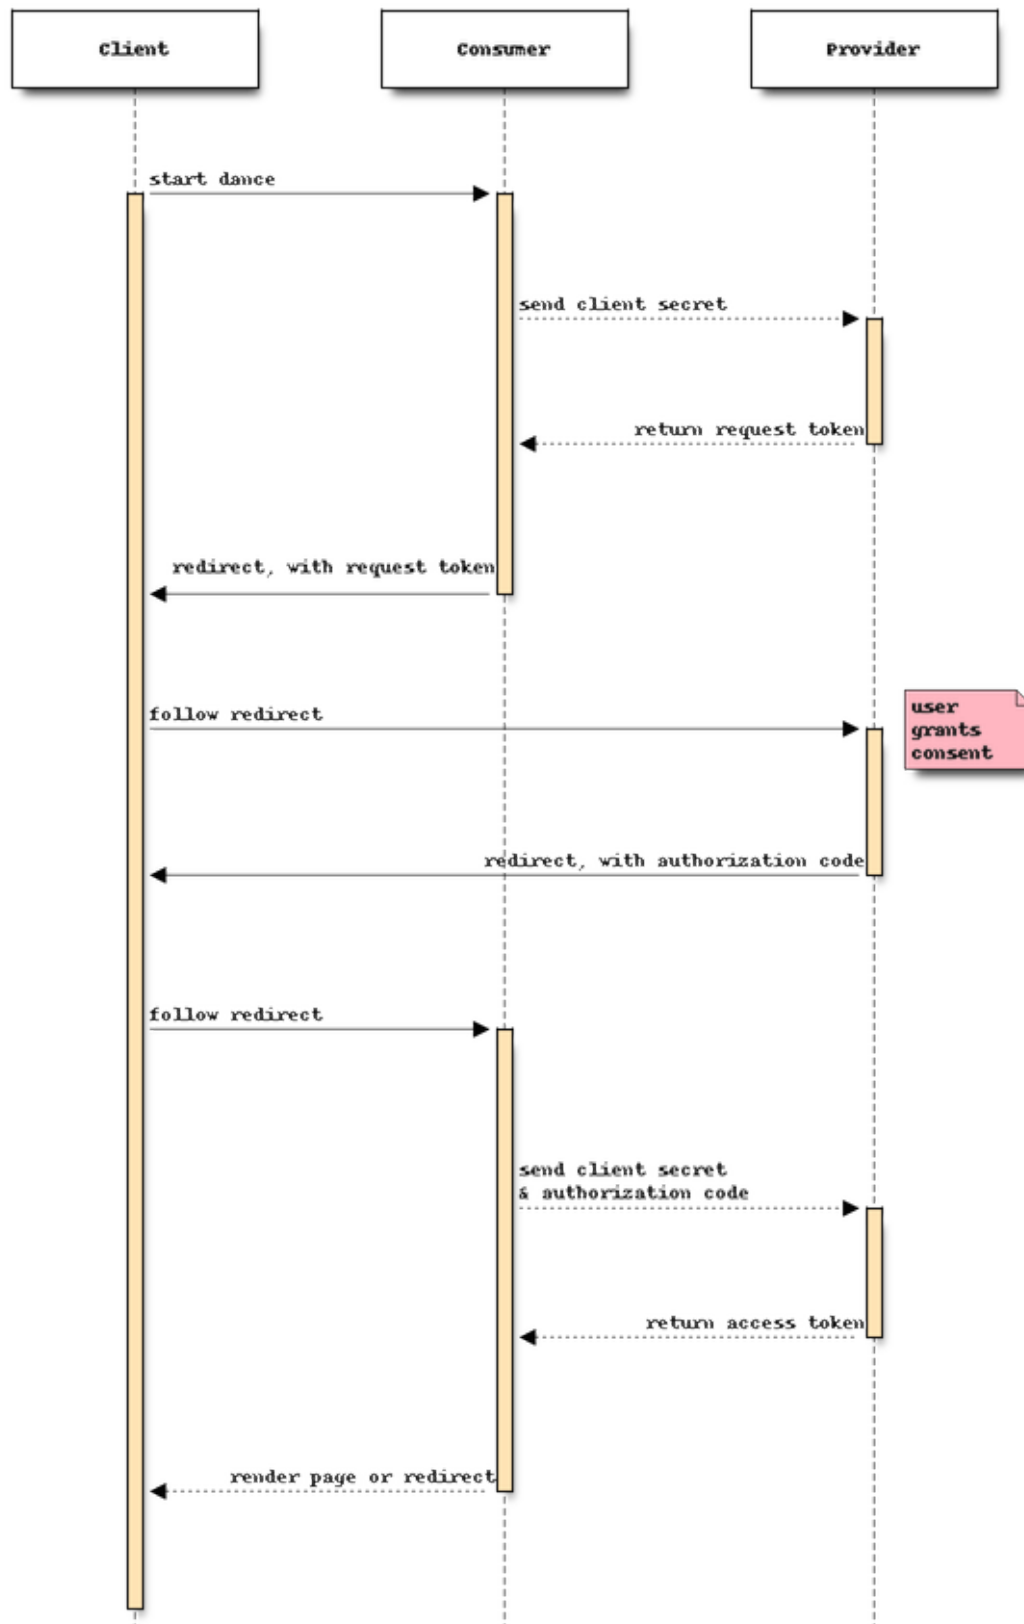 Client
Consumer
Provider
start dance
send client secret
return request token
redirect, with request token
follow redirect
user
grants
consent
redirect, with authorization code
follow redirect
send client secret
& authorization code
return access token
render page or redirect